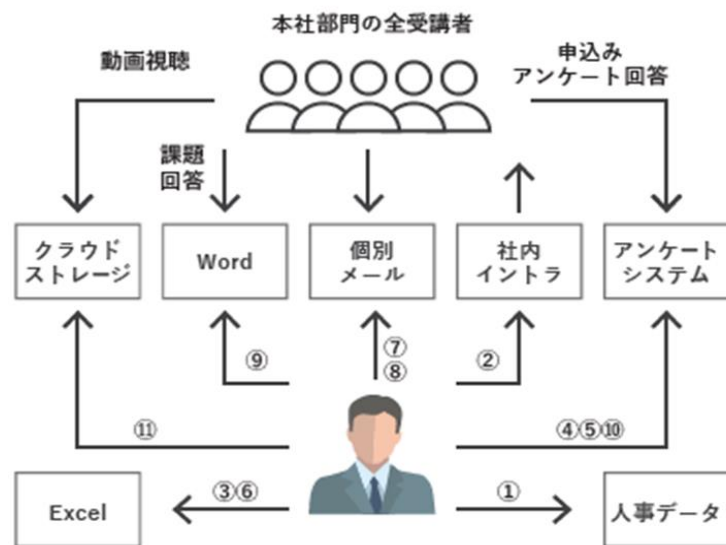 本社部門の全受講者
動画視聴
申込み
アンケート回答
課題
回答
クラウド
ストレージ
Word
個別
メール
社内
イントラ
アンケート
システム
⑨
⑦
⑧
②
⑪
④⑤⑩
③⑥
①
Excel
人事データ